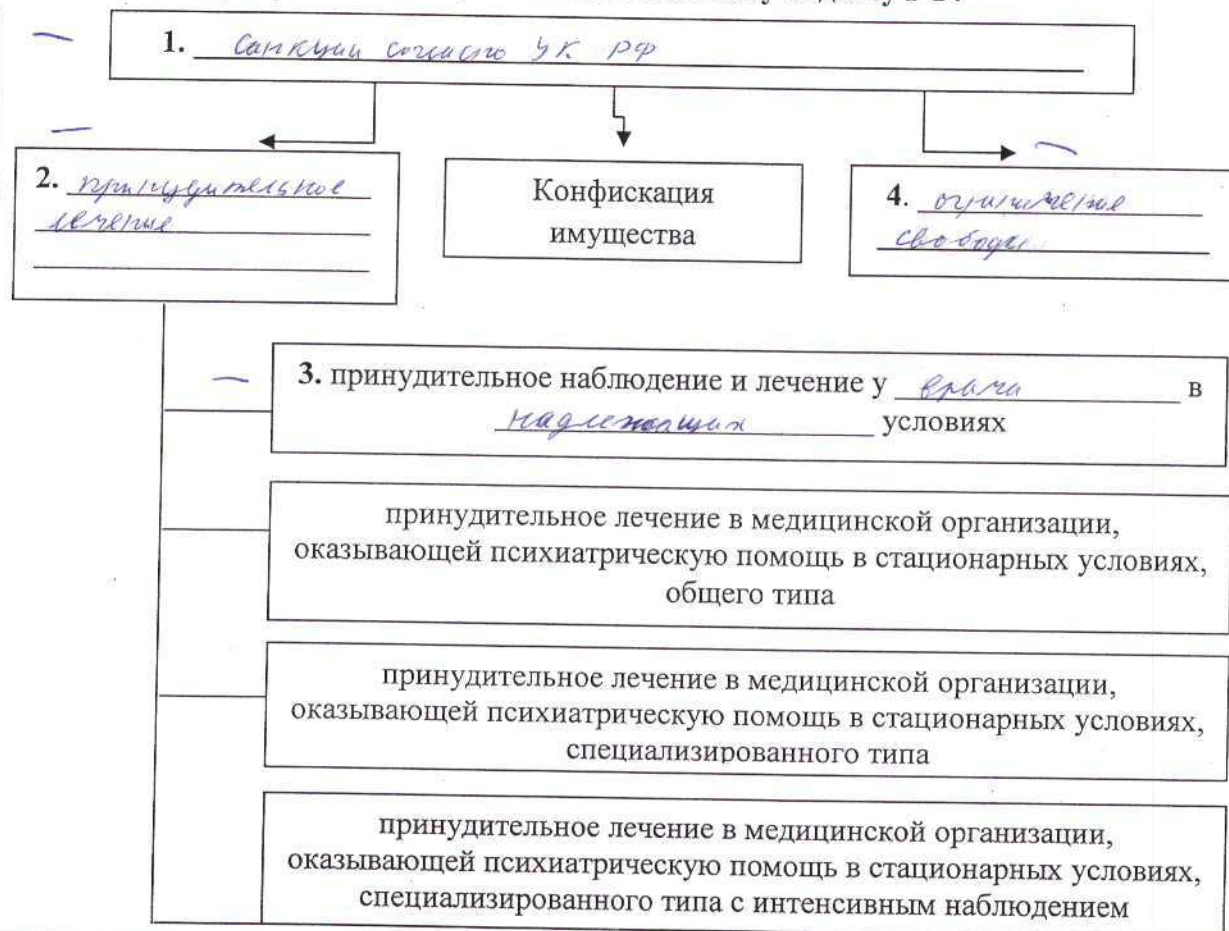 1. Санкции согласно УК РФ
2. принудительное
лечение
Конфискация
имущества
4. ограничение
свободы
3. принудительное наблюдение и лечение у врача в
надлежащих условиях
принудительное лечение в медицинской организации,
оказывающей психиатрическую помощь в стационарных условиях,
общего типа
принудительное лечение в медицинской организации,
оказывающей психиатрическую помощь в стационарных условиях,
специализированного типа
принудительное лечение в медицинской организации,
оказывающей психиатрическую помощь в стационарных условиях,
специализированного типа с интенсивным наблюдением